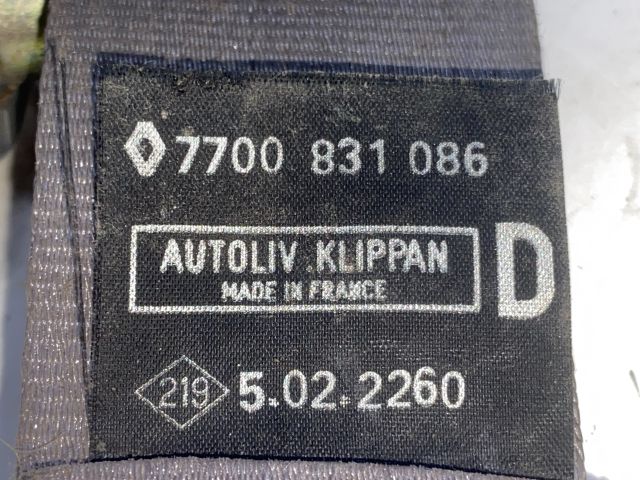 7700 831 086
AUTOLIV.KLIPPAN
MADE IN FRANCE
D
219 5.02.2260